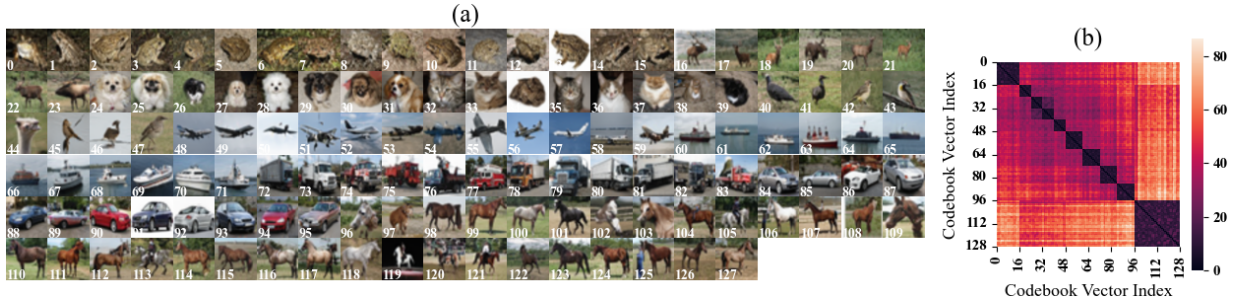 (a)
0 1 2 3 4 5 6 7 8 9 10 11 12 13 14 15 16 17 18 19 20 21
22 23 24 25 26 27 28 29 30 31 32 33 34 35 36 37 38 39 40 41 42 43
44 45 46 47 48 49 50 51 52 53 54 55 56 57 58 59 60 61 62 63 64 65
66 67 68 69 70 71 72 73 74 75 76 77 78 79 80 81 82 83 84 85 86 87
88 89 90 91 92 93 94 95 96 97 98 99 100 101 102 103 104 105 106 107 108 109
110 111 112 113 114 115 116 117 118 119 120 121 122 123 124 125 126 127
(b)
Codebook Vector Index
0
16
32
48
64
80
96
112
128
0 16 32 48 64 80 96 112 128
Codebook Vector Index
80
60
40
20
0